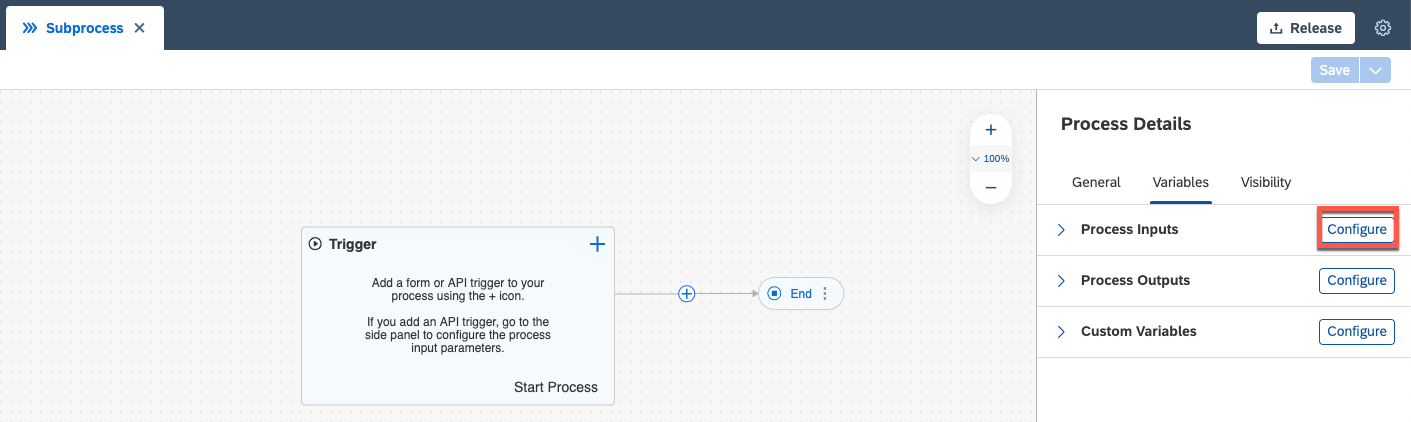 Subprocess
Release
Save
Process Details
100%
General Variables Visibility
Process Inputs Configure
Trigger
Process Outputs Configure
Add a form or API trigger to your
process using the + icon.
End
If you add an API trigger, go to the
side panel to configure the process
input parameters.
Custom Variables Configure
Start Process